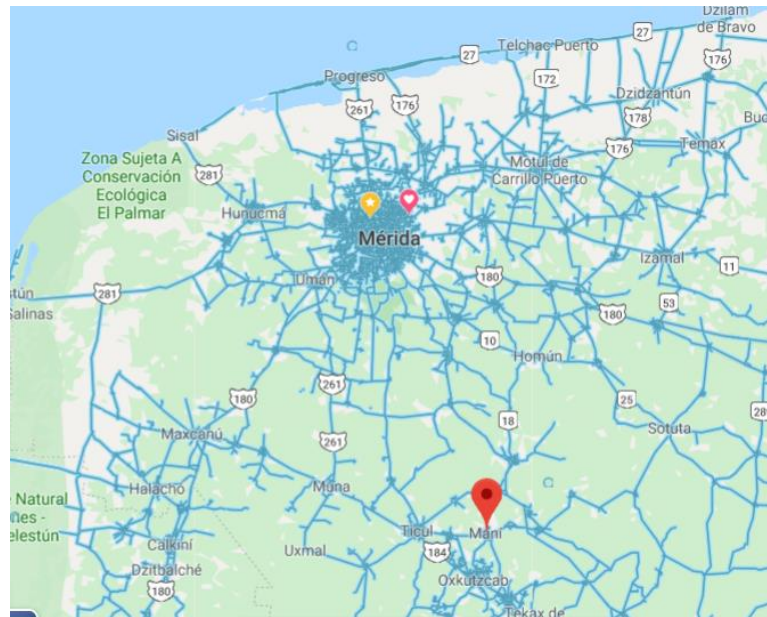 Dzilam
de Bravo
27
Telchac Puerto
27
176
Progreso
172
Dzidzantún
261
176
178
Sisal
176
Temax
Zona Sujeta A
Conservación
Ecológica
El Palmar
281
Motul de
Carrillo Puerto
Hunucmá
Mérida
Izamal
11
Umán
180
281
53
180
Salinas
10
Homún
261
180
25
18
Maxcanú
261
Sotuta
Halachó
Muna
Natural
Ticul
Maní
Calkiní
184
Uxmal
Dzitbalché
Oxkutzcab
180
Tekax de